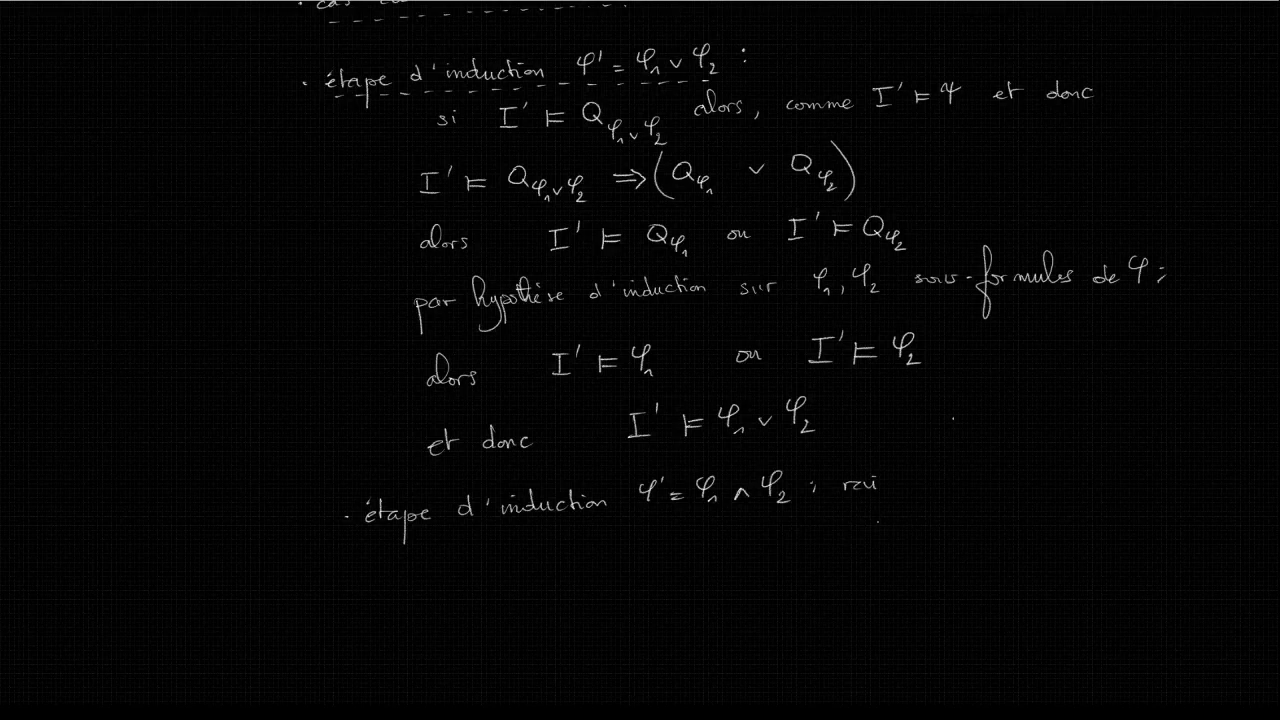 · étape d'induction φ' = φ₁ ∨ φ₂ :
si I' ⊨ Q_{φ₁∨φ₂} alors, comme I' ⊨ Ψ et donc
I' ⊨ Q_{φ₁∨φ₂} ⇒ (Q_{φ₁} ∨ Q_{φ₂})
alors I' ⊨ Q_{φ₁} ou I' ⊨ Q_{φ₂}
par hypothèse d'induction sur φ₁, φ₂ sous-formules de φ :
alors I' ⊨ φ₁ ou I' ⊨ φ₂
et donc I' ⊨ φ₁ ∨ φ₂
· étape d'induction φ' = φ₁ ∧ φ₂ :